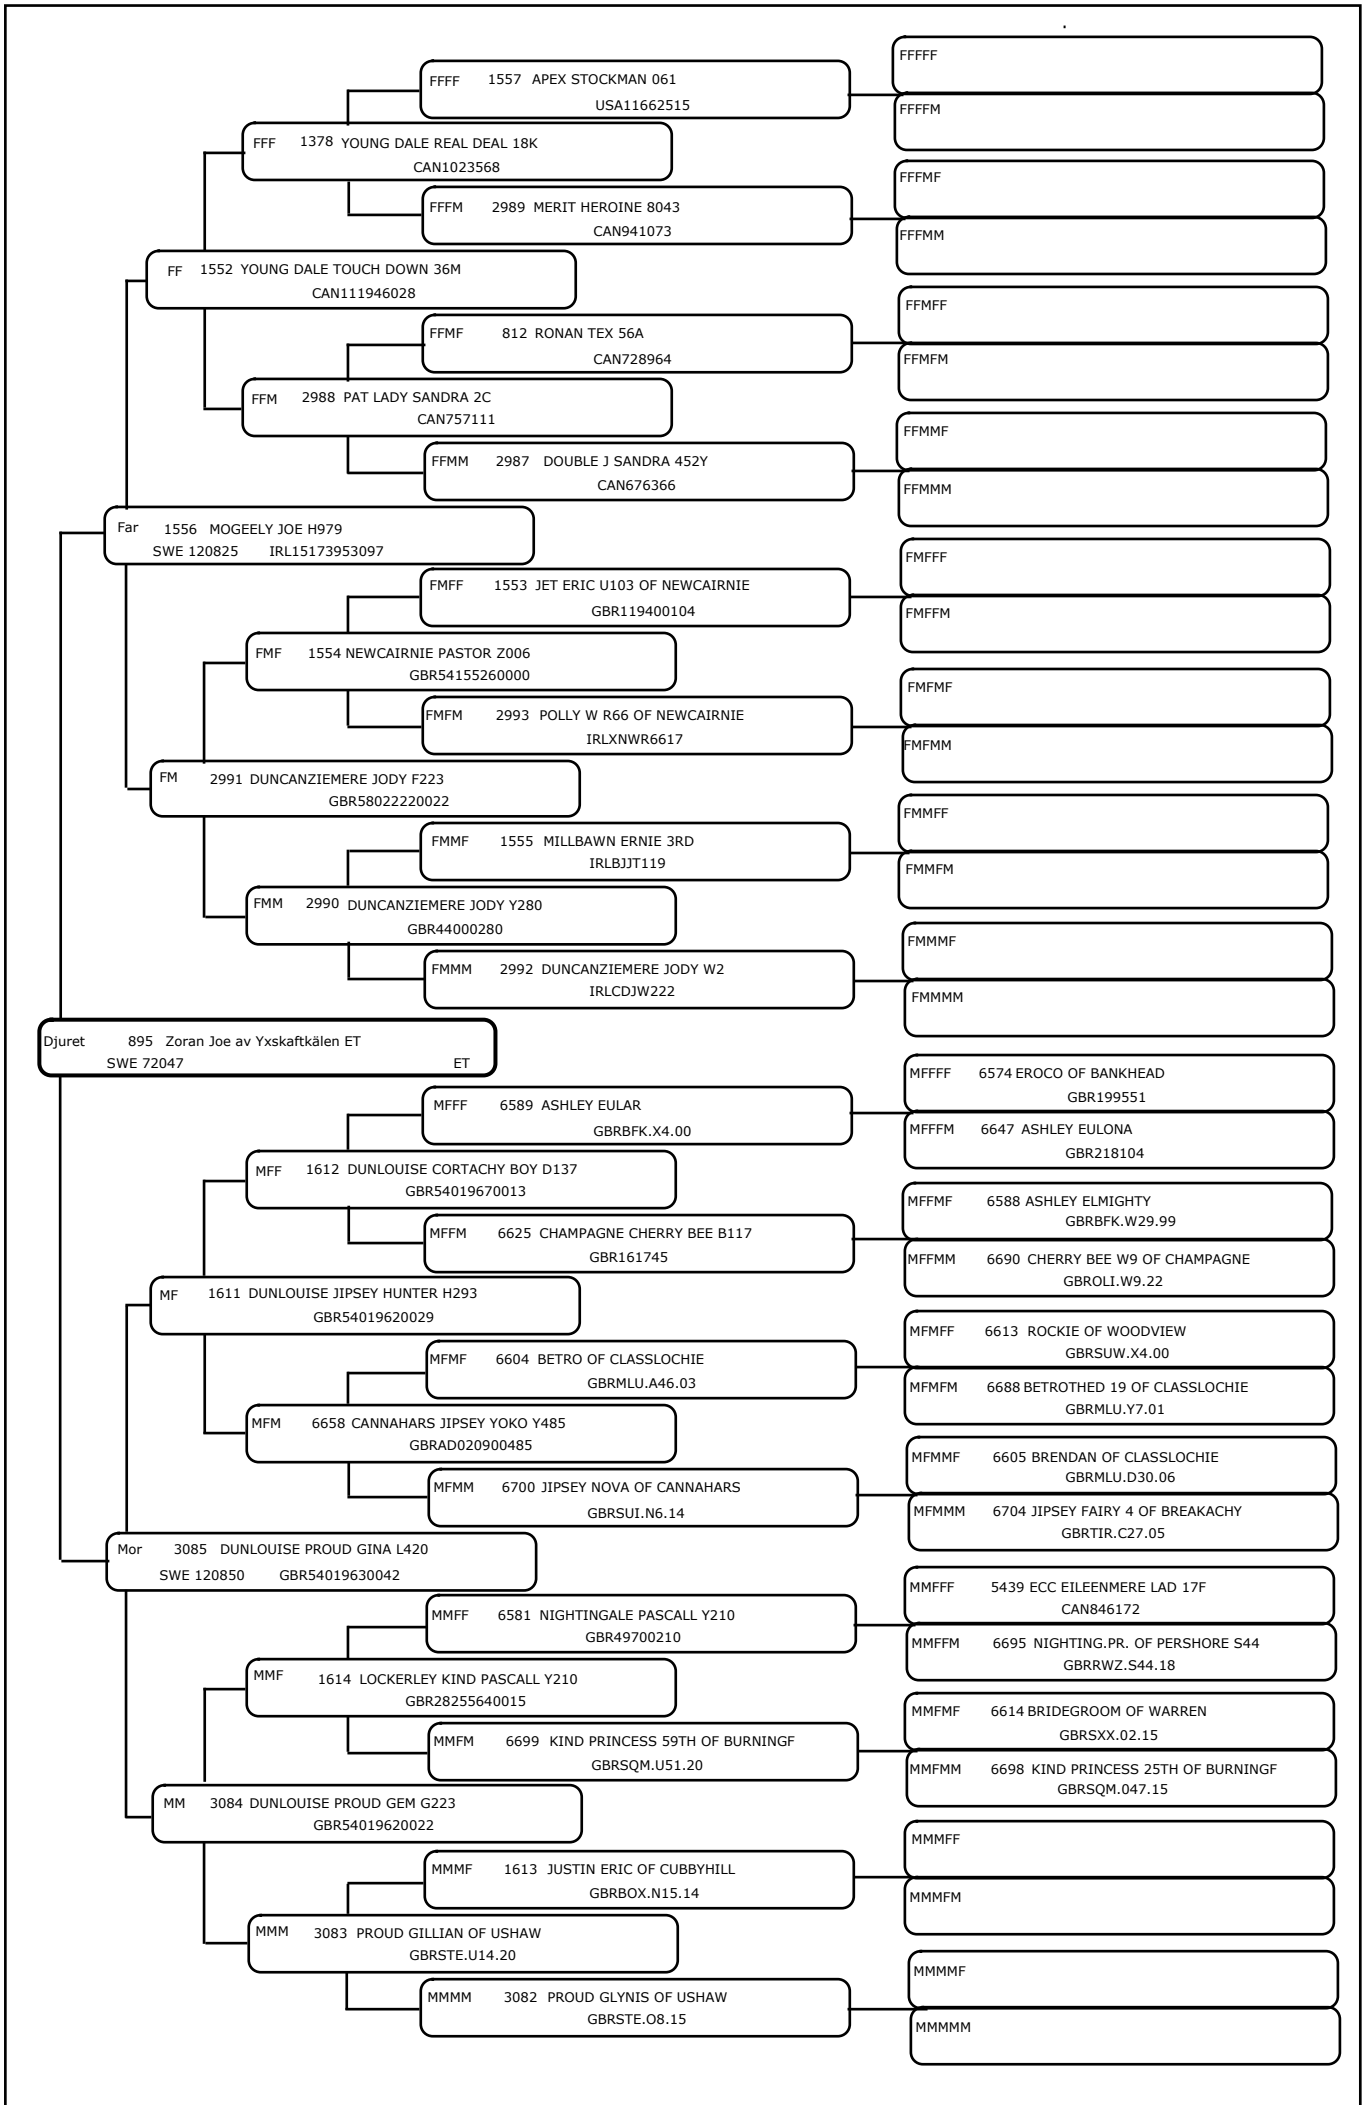 FFFFF
FFFF 1557 APEX STOCKMAN 061
USA11662515
FFFFM
FFF 1378 YOUNG DALE REAL DEAL 18K
CAN1023568
FFFMF
FFFM 2989 MERIT HEROINE 8043
CAN941073
FFFMM
FF 1552 YOUNG DALE TOUCH DOWN 36M
CAN111946028
FFMFF
FFMF 812 RONAN TEX 56A
CAN728964
FFMFM
FFM 2988 PAT LADY SANDRA 2C
CAN757111
FFMMF
FFMM 2987 DOUBLE J SANDRA 452Y
CAN676366
FFMMM
Far 1556 MOGEELY JOE H979
SWE 120825 IRL15173953097
FMFFF
FMFF 1553 JET ERIC U103 OF NEWCAIRNIE
GBR119400104
FMFFM
FMF 1554 NEWCAIRNIE PASTOR Z006
GBR54155260000
FMFMF
FMFM 2993 POLLY W R66 OF NEWCAIRNIE
IRLXNWR6617
FMFMM
FM 2991 DUNCANZIEMERE JODY F223
GBR58022220022
FMMFF
FMMF 1555 MILLBAWN ERNIE 3RD
IRLBJJT119
FMMFM
FMM 2990 DUNCANZIEMERE JODY Y280
GBR44000280
FMMMF
FMMM 2992 DUNCANZIEMERE JODY W2
IRLCDJW222
FMMMM
Djuret 895 Zoran Joe av Yxskaftkälen ET
SWE 72047 ET
MFFFF 6574 EROCO OF BANKHEAD
GBR199551
MFFF 6589 ASHLEY EULAR
GBRBFK.X4.00
MFFFM 6647 ASHLEY EULONA
GBR218104
MFF 1612 DUNLOUISE CORTACHY BOY D137
GBR54019670013
MFFMF 6588 ASHLEY ELMIGHTY
GBRBFK.W29.99
MFFM 6625 CHAMPAGNE CHERRY BEE B117
GBR161745
MFFMM 6690 CHERRY BEE W9 OF CHAMPAGNE
GBROLI.W9.22
MF 1611 DUNLOUISE JIPSEY HUNTER H293
GBR54019620029
MFMFF 6613 ROCKIE OF WOODVIEW
GBRSUW.X4.00
MFMF 6604 BETRO OF CLASSLOCHIE
GBRMLU.A46.03
MFMFM 6688 BETROTHED 19 OF CLASSLOCHIE
GBRMLU.Y7.01
MFM 6658 CANNAHARS JIPSEY YOKO Y485
GBRAD020900485
MFMMF 6605 BRENDAN OF CLASSLOCHIE
GBRMLU.D30.06
MFMM 6700 JIPSEY NOVA OF CANNAHARS
GBRSUI.N6.14
MFMMM 6704 JIPSEY FAIRY 4 OF BREAKACHY
GBRTIR.C27.05
Mor 3085 DUNLOUISE PROUD GINA L420
SWE 120850 GBR54019630042
MMFFF 5439 ECC EILEENMERE LAD 17F
CAN846172
MMFF 6581 NIGHTINGALE PASCALL Y210
GBR49700210
MMFFM 6695 NIGHTING.PR. OF PERSHORE S44
GBRRWZ.S44.18
MMF 1614 LOCKERLEY KIND PASCALL Y210
GBR28255640015
MMFMF 6614 BRIDEGROOM OF WARREN
GBRSXX.02.15
MMFM 6699 KIND PRINCESS 59TH OF BURNINGF
GBRSQM.U51.20
MMFMM 6698 KIND PRINCESS 25TH OF BURNINGF
GBRSQM.047.15
MM 3084 DUNLOUISE PROUD GEM G223
GBR54019620022
MMMFF
MMMF 1613 JUSTIN ERIC OF CUBBYHILL
GBRBOX.N15.14
MMMFM
MMM 3083 PROUD GILLIAN OF USHAW
GBRSTE.U14.20
MMMMF
MMMM 3082 PROUD GLYNIS OF USHAW
GBRSTE.O8.15
MMMMM